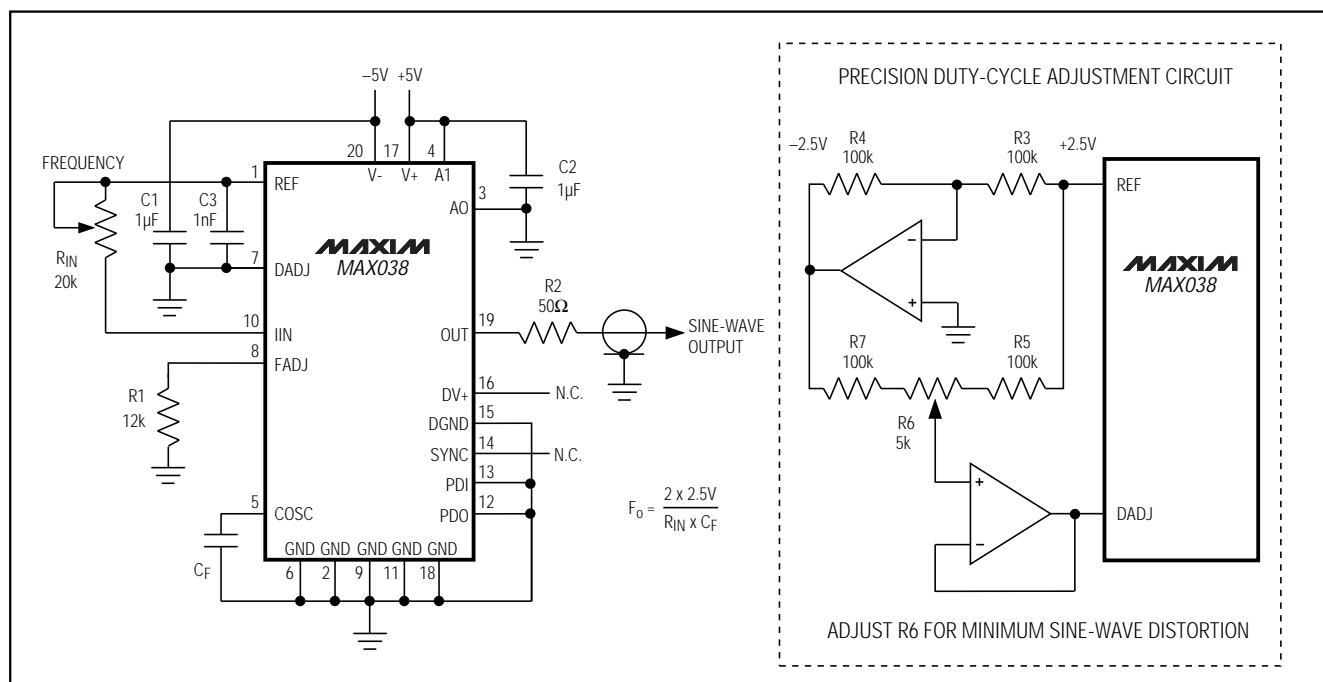 −5V +5V
20 17 4
V- V+ A1
FREQUENCY
1 REF
C1
1µF
C3
1nF
C2
1µF
3
AO
MAXIM
MAX038
7 DADJ
RIN
20k
10 IIN
8 FADJ
R1
12k
R2
50Ω
OUT 19
SINE-WAVE
OUTPUT
DV+ 16 N.C.
DGND 15
SYNC 14 N.C.
PDI 13
PDO 12
5 COSC
CF
GND GND GND GND GND
6 2 9 11 18
Fo = 2 x 2.5V
RIN x CF
PRECISION DUTY-CYCLE ADJUSTMENT CIRCUIT
−2.5V
R4
100k
R3
100k
+2.5V
REF
−
+
MAXIM
MAX038
R7
100k
R5
100k
R6
5k
+
−
DADJ
ADJUST R6 FOR MINIMUM SINE-WAVE DISTORTION